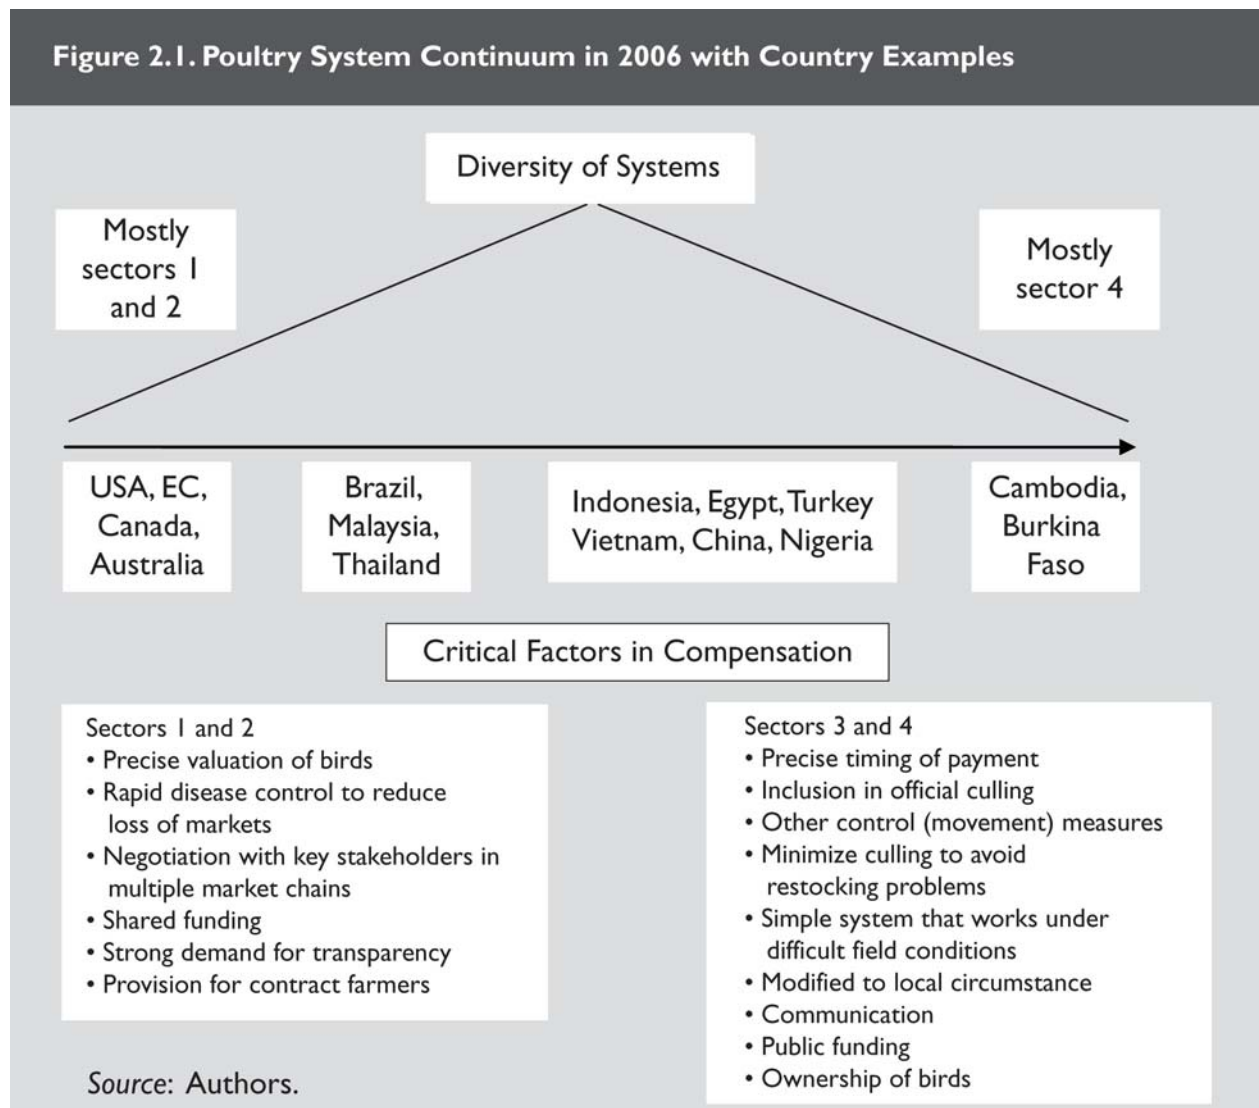 Figure 2.1. Poultry System Continuum in 2006 with Country Examples
Diversity of Systems
Mostly
sectors 1
and 2
Mostly
sector 4
USA, EC,
Canada,
Australia
Brazil,
Malaysia,
Thailand
Indonesia, Egypt, Turkey
Vietnam, China, Nigeria
Cambodia,
Burkina
Faso
Critical Factors in Compensation
Sectors 1 and 2
• Precise valuation of birds
• Rapid disease control to reduce
loss of markets
• Negotiation with key stakeholders in
multiple market chains
• Shared funding
• Strong demand for transparency
• Provision for contract farmers
Sectors 3 and 4
• Precise timing of payment
• Inclusion in official culling
• Other control (movement) measures
• Minimize culling to avoid
restocking problems
• Simple system that works under
difficult field conditions
• Modified to local circumstance
• Communication
• Public funding
• Ownership of birds
Source: Authors.